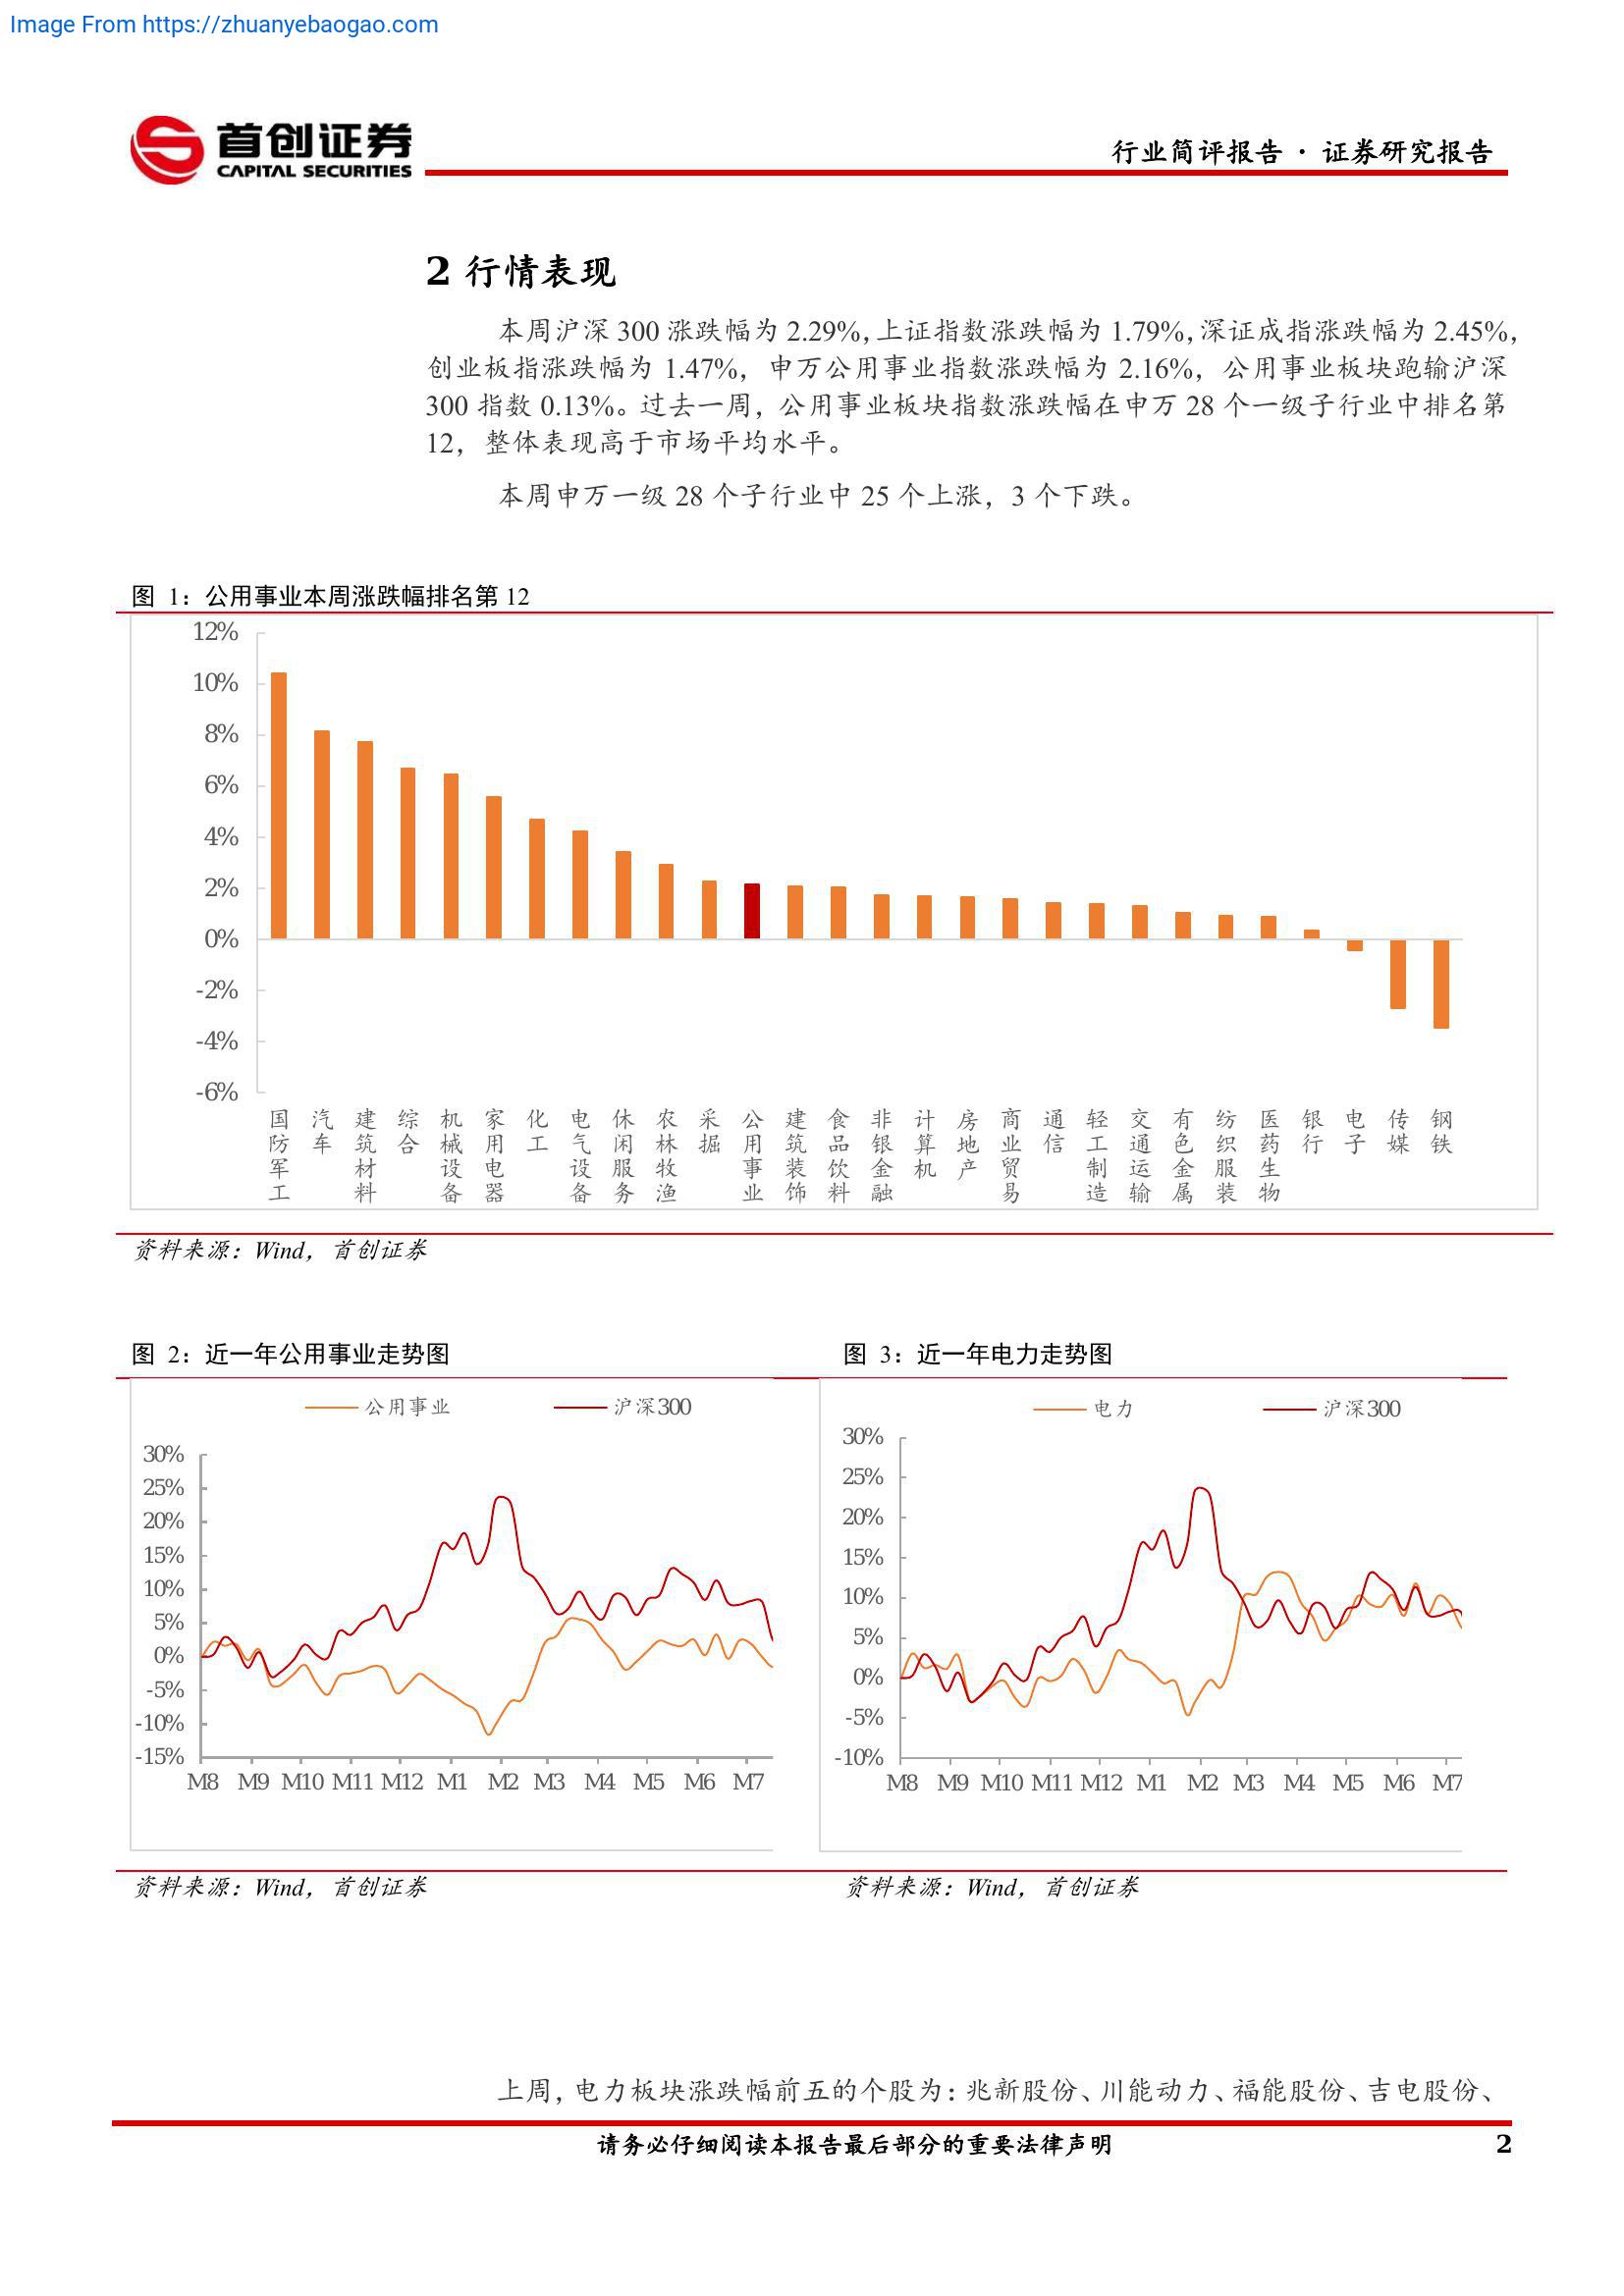 Image From https://zhuanyebaogao.com
首创证券
CAPITAL SECURITIES
行业简评报告 · 证券研究报告
2 行情表现
本周沪深 300 涨跌幅为 2.29%,上证指数涨跌幅为 1.79%,深证成指涨跌幅为 2.45%,
创业板指涨跌幅为 1.47%，申万公用事业指数涨跌幅为 2.16%，公用事业板块跑输沪深
300 指数 0.13%。过去一周，公用事业板块指数涨跌幅在申万 28 个一级子行业中排名第
12，整体表现高于市场平均水平。
本周申万一级 28 个子行业中 25 个上涨，3 个下跌。
图 1：公用事业本周涨跌幅排名第 12
12%
10%
8%
6%
4%
2%
0%
-2%
-4%
-6%
国防军工 汽车 建筑材料 综合 机械设备 家用电器 化工 电气设备 休闲服务 农林牧渔 采掘 公用事业 建筑装饰 食品饮料 非银金融 计算机 房地产 商业贸易 通信 轻工制造 交通运输 有色金属 纺织服装 医药生物 银行 电子 传媒 钢铁
资料来源：Wind，首创证券
图 2：近一年公用事业走势图
公用事业 沪深300
30%
25%
20%
15%
10%
5%
0%
-5%
-10%
-15%
M8 M9 M10 M11 M12 M1 M2 M3 M4 M5 M6 M7
资料来源：Wind，首创证券
图 3：近一年电力走势图
电力 沪深300
30%
25%
20%
15%
10%
5%
0%
-5%
-10%
M8 M9 M10 M11 M12 M1 M2 M3 M4 M5 M6 M7
资料来源：Wind，首创证券
上周，电力板块涨跌幅前五的个股为：兆新股份、川能动力、福能股份、吉电股份、
请务必仔细阅读本报告最后部分的重要法律声明
2